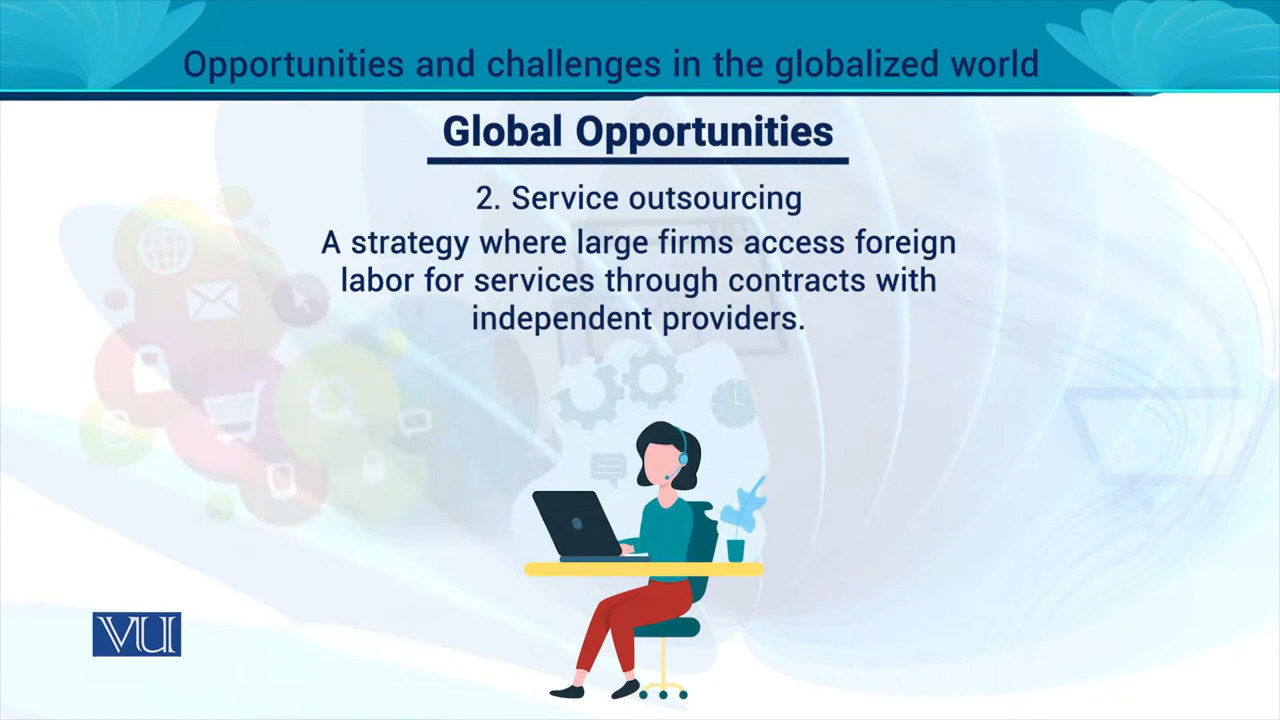 Opportunities and challenges in the globalized world
Global Opportunities
2. Service outsourcing
A strategy where large firms access foreign
labor for services through contracts with
independent providers.
VU